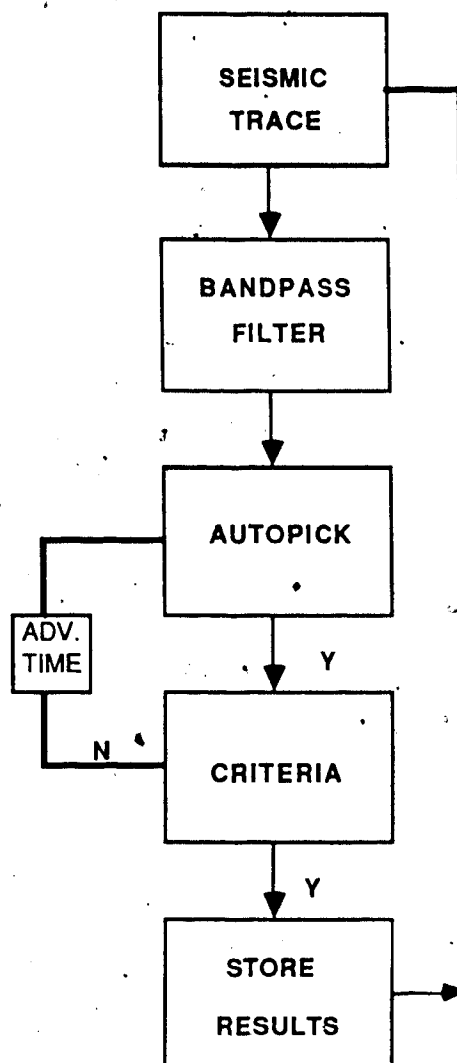 SEISMIC
TRACE
BANDPASS
FILTER
AUTOPICK
ADV.
TIME
Y
N
CRITERIA
Y
STORE
RESULTS